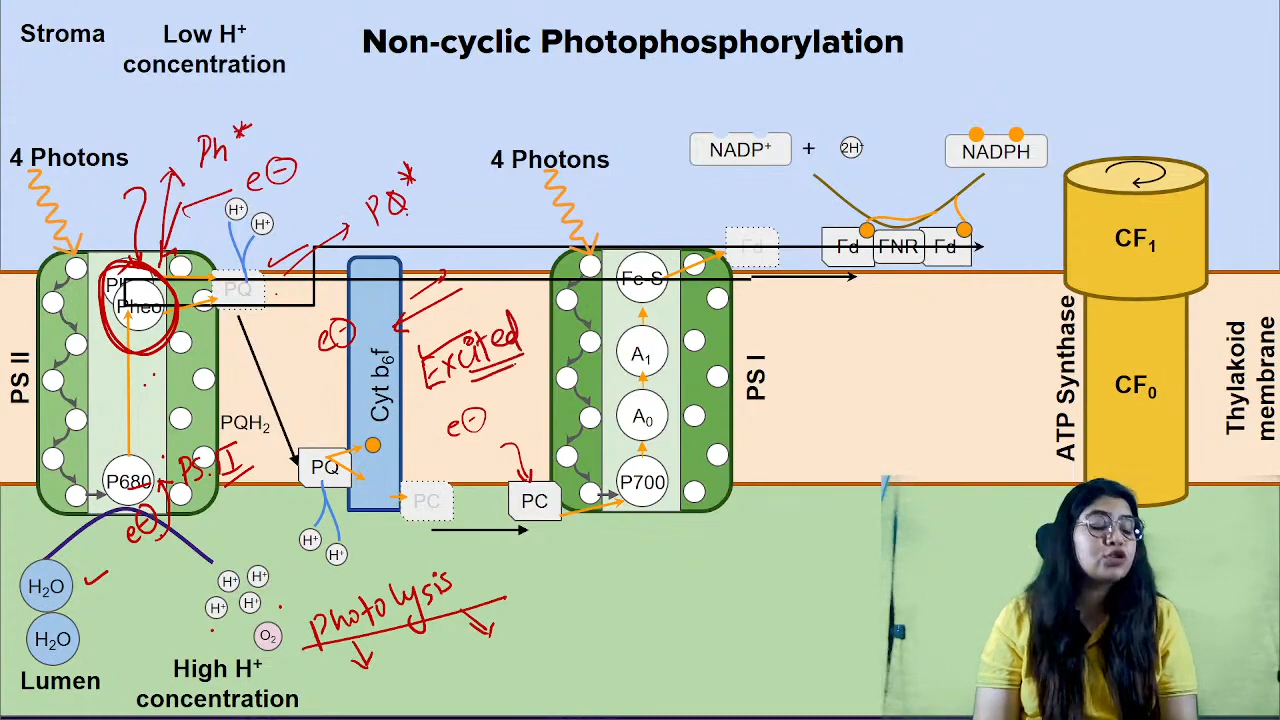 Stroma
Low H⁺
concentration
Non-cyclic Photophosphorylation
4 Photons
Ph*
e⊖
PQ*
4 Photons
NADP⁺ + 2H⁺
NADPH
H⁺
H⁺
Pheo
PQ
Fe-S
Fd
Fd FNR Fd
CF₁
PS II
e⊖
Cyt b₆f
Excited
A₁
PS I
ATP Synthase
CF₀
Thylakoid
membrane
PQH₂
e⊖
A₀
P680
PS.II
PQ
PC
PC
P700
e⊖
H⁺
H⁺
H₂O
H₂O
H⁺
H⁺
H⁺
H⁺
O₂
Photolysis
Lumen
High H⁺
concentration